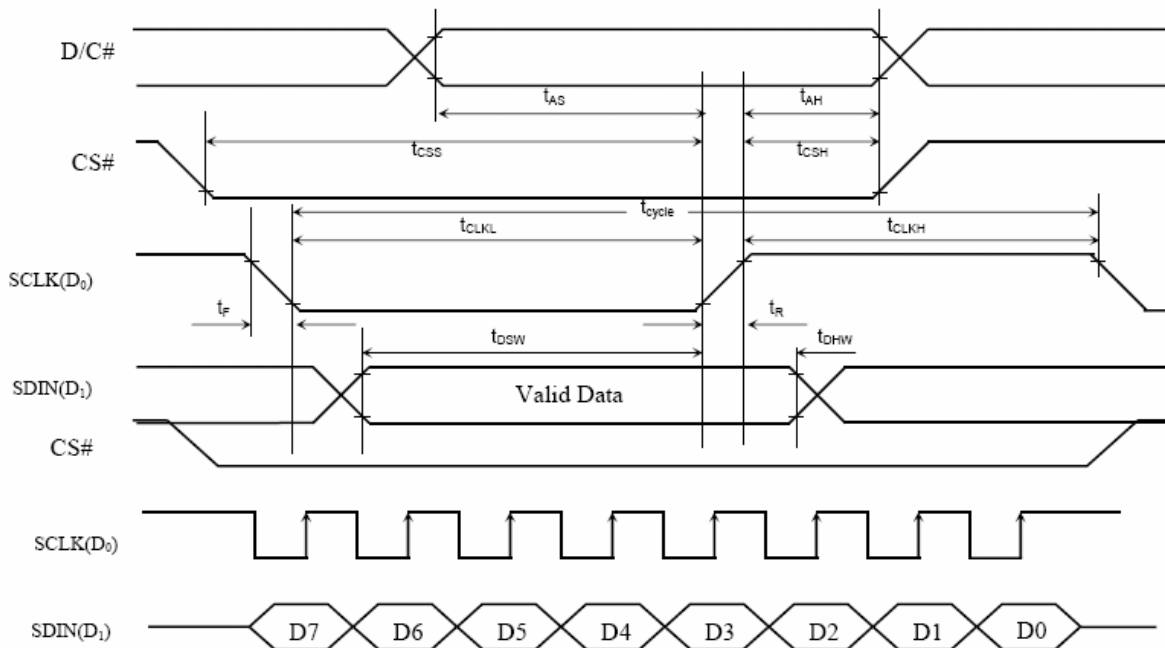 D/C#
tAS
tAH
CS#
tCSS
tCSH
tcycle
tCLKL
tCLKH
SCLK(D0)
tF
tR
tDSW
tDHW
SDIN(D1)
Valid Data
CS#
SCLK(D0)
SDIN(D1)
D7 D6 D5 D4 D3 D2 D1 D0